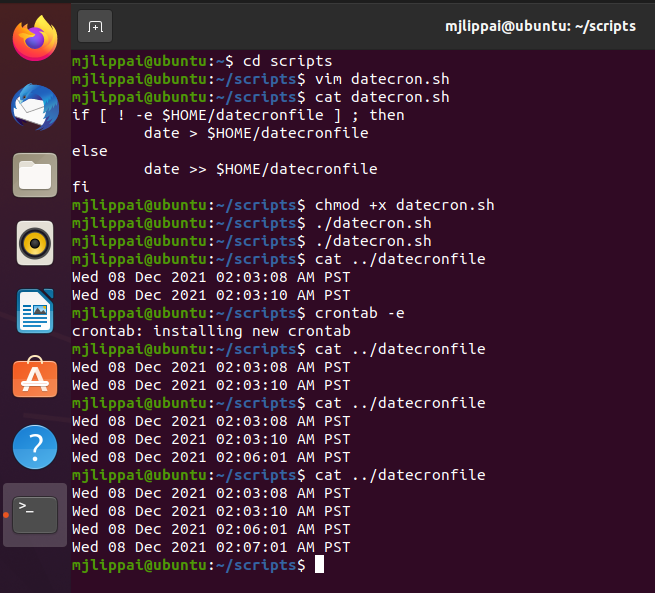 mjlippai@ubuntu: ~/scripts
mjlippai@ubuntu:~$ cd scripts
mjlippai@ubuntu:~/scripts$ vim datecron.sh
mjlippai@ubuntu:~/scripts$ cat datecron.sh
if [ ! -e $HOME/datecronfile ] ; then
        date > $HOME/datecronfile
else
        date >> $HOME/datecronfile
fi
mjlippai@ubuntu:~/scripts$ chmod +x datecron.sh
mjlippai@ubuntu:~/scripts$ ./datecron.sh
mjlippai@ubuntu:~/scripts$ ./datecron.sh
mjlippai@ubuntu:~/scripts$ cat ../datecronfile
Wed 08 Dec 2021 02:03:08 AM PST
Wed 08 Dec 2021 02:03:10 AM PST
mjlippai@ubuntu:~/scripts$ crontab -e
crontab: installing new crontab
mjlippai@ubuntu:~/scripts$ cat ../datecronfile
Wed 08 Dec 2021 02:03:08 AM PST
Wed 08 Dec 2021 02:03:10 AM PST
mjlippai@ubuntu:~/scripts$ cat ../datecronfile
Wed 08 Dec 2021 02:03:08 AM PST
Wed 08 Dec 2021 02:03:10 AM PST
Wed 08 Dec 2021 02:06:01 AM PST
mjlippai@ubuntu:~/scripts$ cat ../datecronfile
Wed 08 Dec 2021 02:03:08 AM PST
Wed 08 Dec 2021 02:03:10 AM PST
Wed 08 Dec 2021 02:06:01 AM PST
Wed 08 Dec 2021 02:07:01 AM PST
mjlippai@ubuntu:~/scripts$